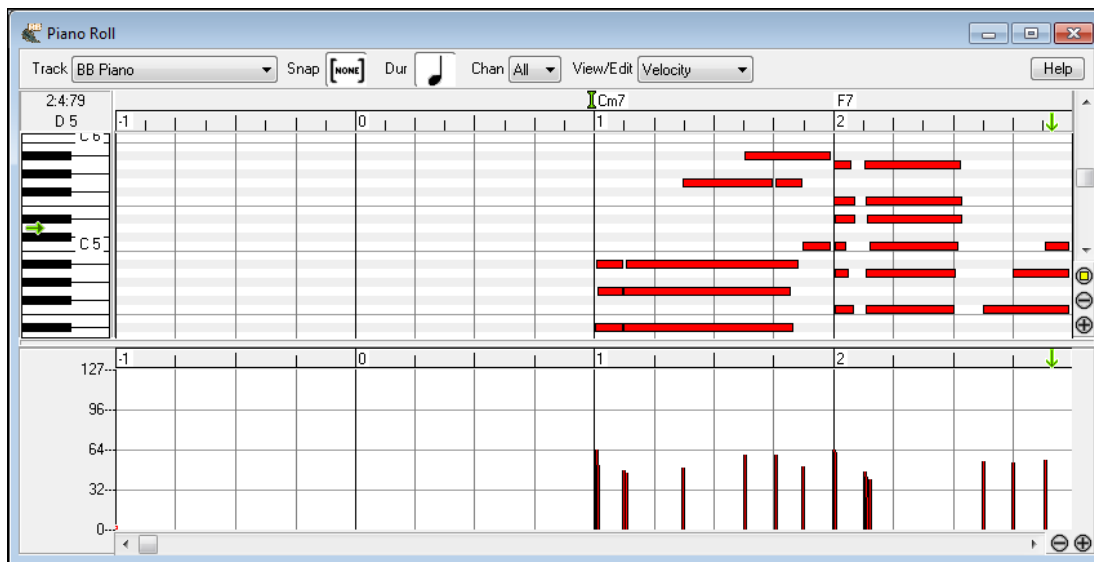 Piano Roll
Track BB Piano Snap NONE Dur Chan All View/Edit Velocity Help
2:4:79 Cm7 F7
D 5 -1 0 1 2
C 6
C 5
-1 0 1 2
127
96
64
32
0